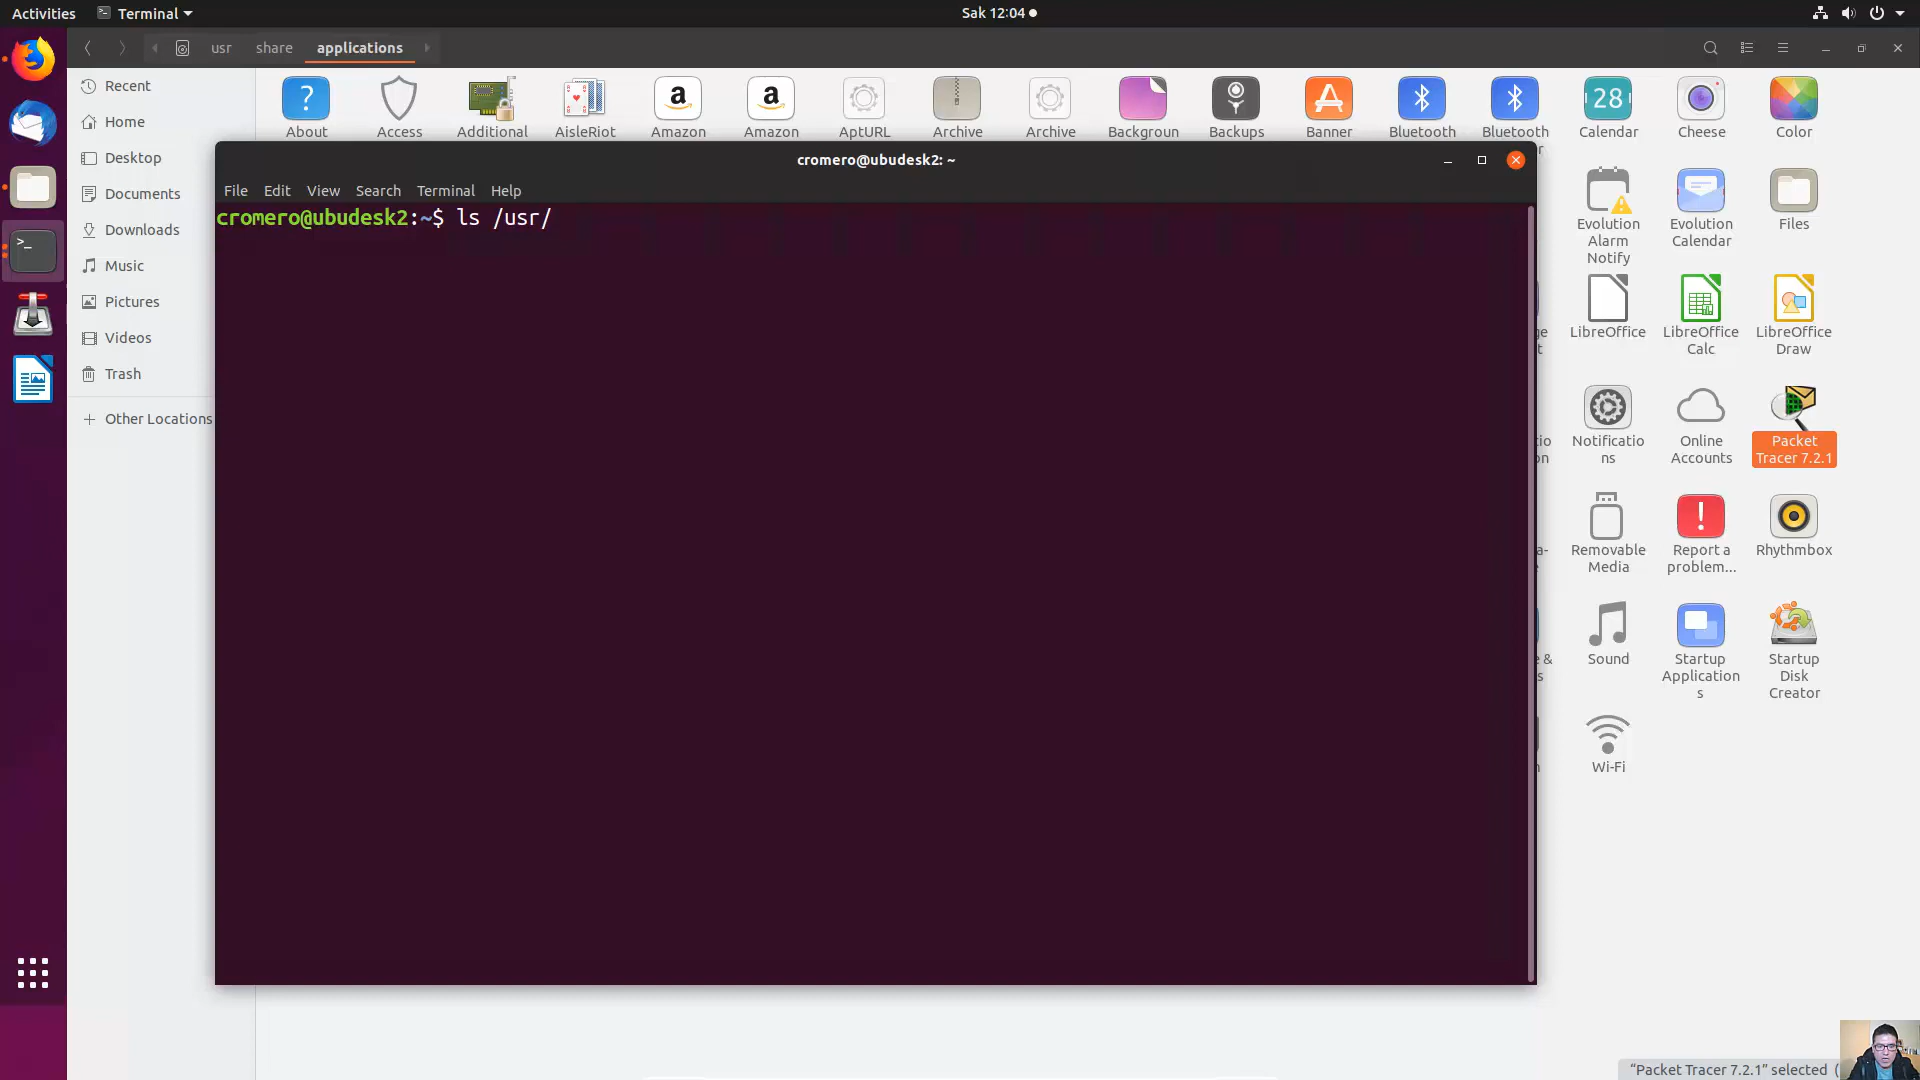 Activities
Terminal
Sak 12:04
usr
share
applications
Recent
Home
Desktop
Documents
Downloads
Music
Pictures
Videos
Trash
Other Locations
About
Access
Additional
AisleRiot
Amazon
Amazon
AptURL
Archive
Archive
Backgroun
Backups
Banner
Bluetooth
Bluetooth
28
Calendar
Cheese
Color
cromero@ubudesk2: ~
File
Edit
View
Search
Terminal
Help
cromero@ubudesk2:~$ ls /usr/
Evolution
Alarm
Notify
Evolution
Calendar
Files
LibreOffice
LibreOffice
Calc
LibreOffice
Draw
Notificatio
ns
Online
Accounts
Packet
Tracer 7.2.1
Removable
Media
Report a
problem...
Rhythmbox
Sound
Startup
Application
s
Startup
Disk
Creator
Wi-Fi
“Packet Tracer 7.2.1” selected (